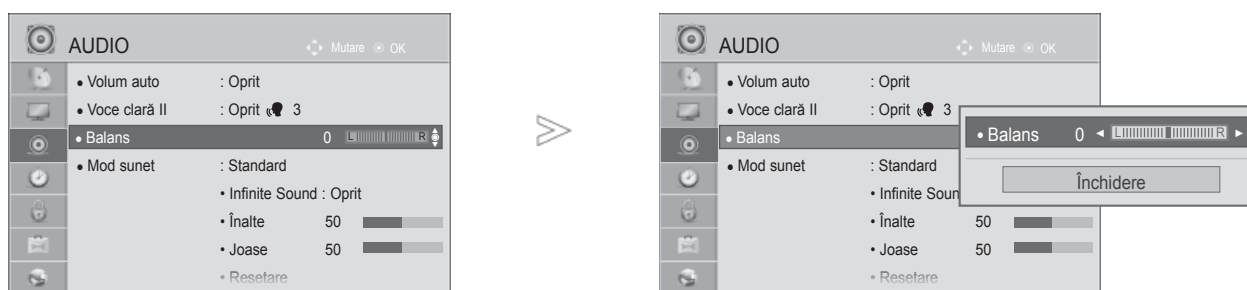 AUDIO Mutare OK
• Volum auto : Oprit
• Voce clară II : Oprit 3
• Balans 0 L R
• Mod sunet : Standard
• Infinite Sound : Oprit
• Înalte 50
• Joase 50
• Resetare
AUDIO Mutare OK
• Volum auto : Oprit
• Voce clară II : Oprit 3
• Balans
• Mod sunet : Standard
• Infinite Soun
• Înalte 50
• Joase 50
• Resetare
• Balans 0 L R
Închidere